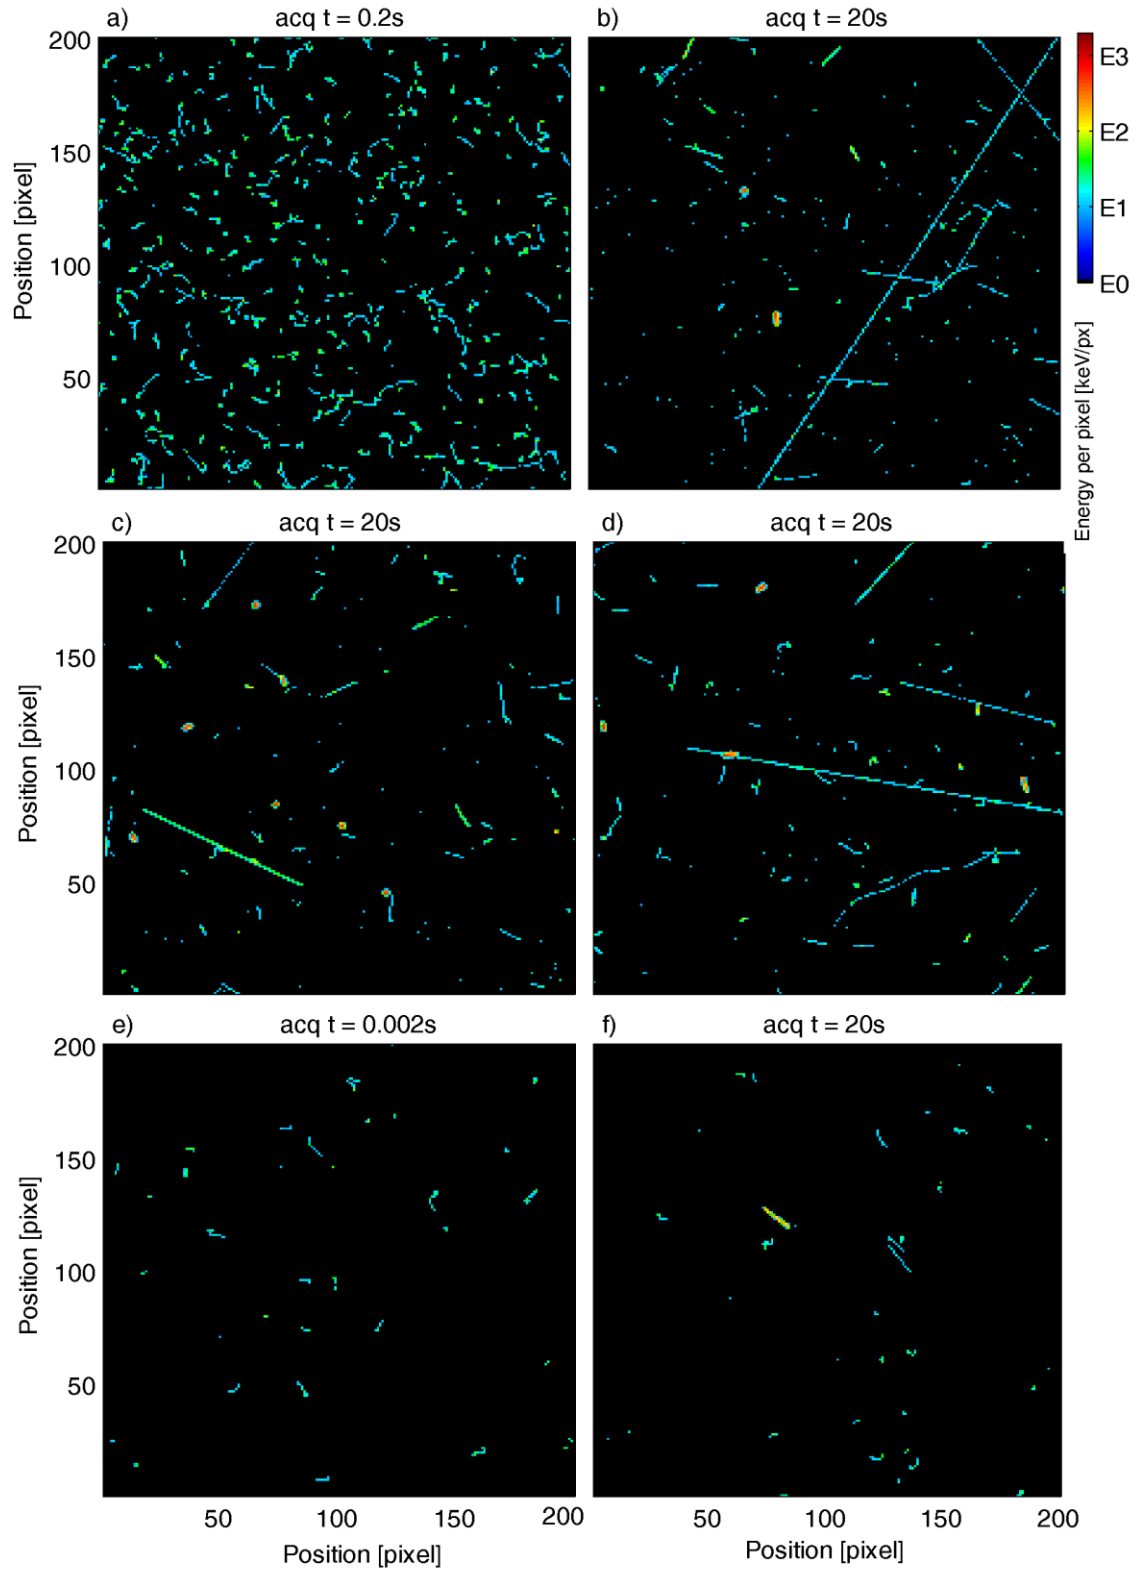 a) acq t = 0.2s
b) acq t = 20s
200
150
100
50
Position [pixel]
E3
E2
E1
E0
Energy per pixel [keV/px]
c) acq t = 20s
d) acq t = 20s
200
150
100
50
Position [pixel]
e) acq t = 0.002s
f) acq t = 20s
200
150
100
50
Position [pixel]
50 100 150 200
50 100 150 200
Position [pixel]
Position [pixel]